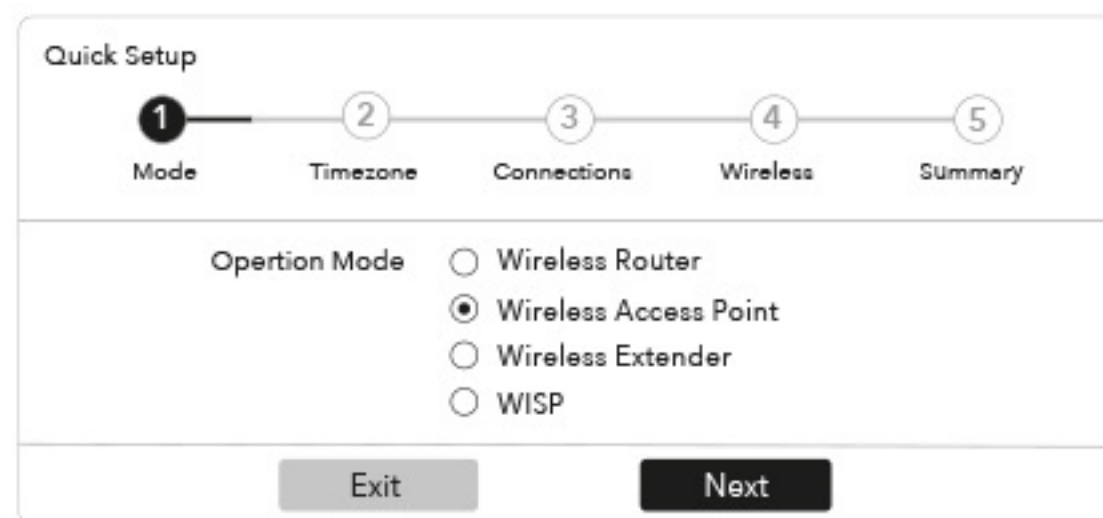 Quick Setup
1 2 3 4 5
Mode Timezone Connections Wireless Summary
Opertion Mode Wireless Router
Wireless Access Point
Wireless Extender
WISP
Exit Next